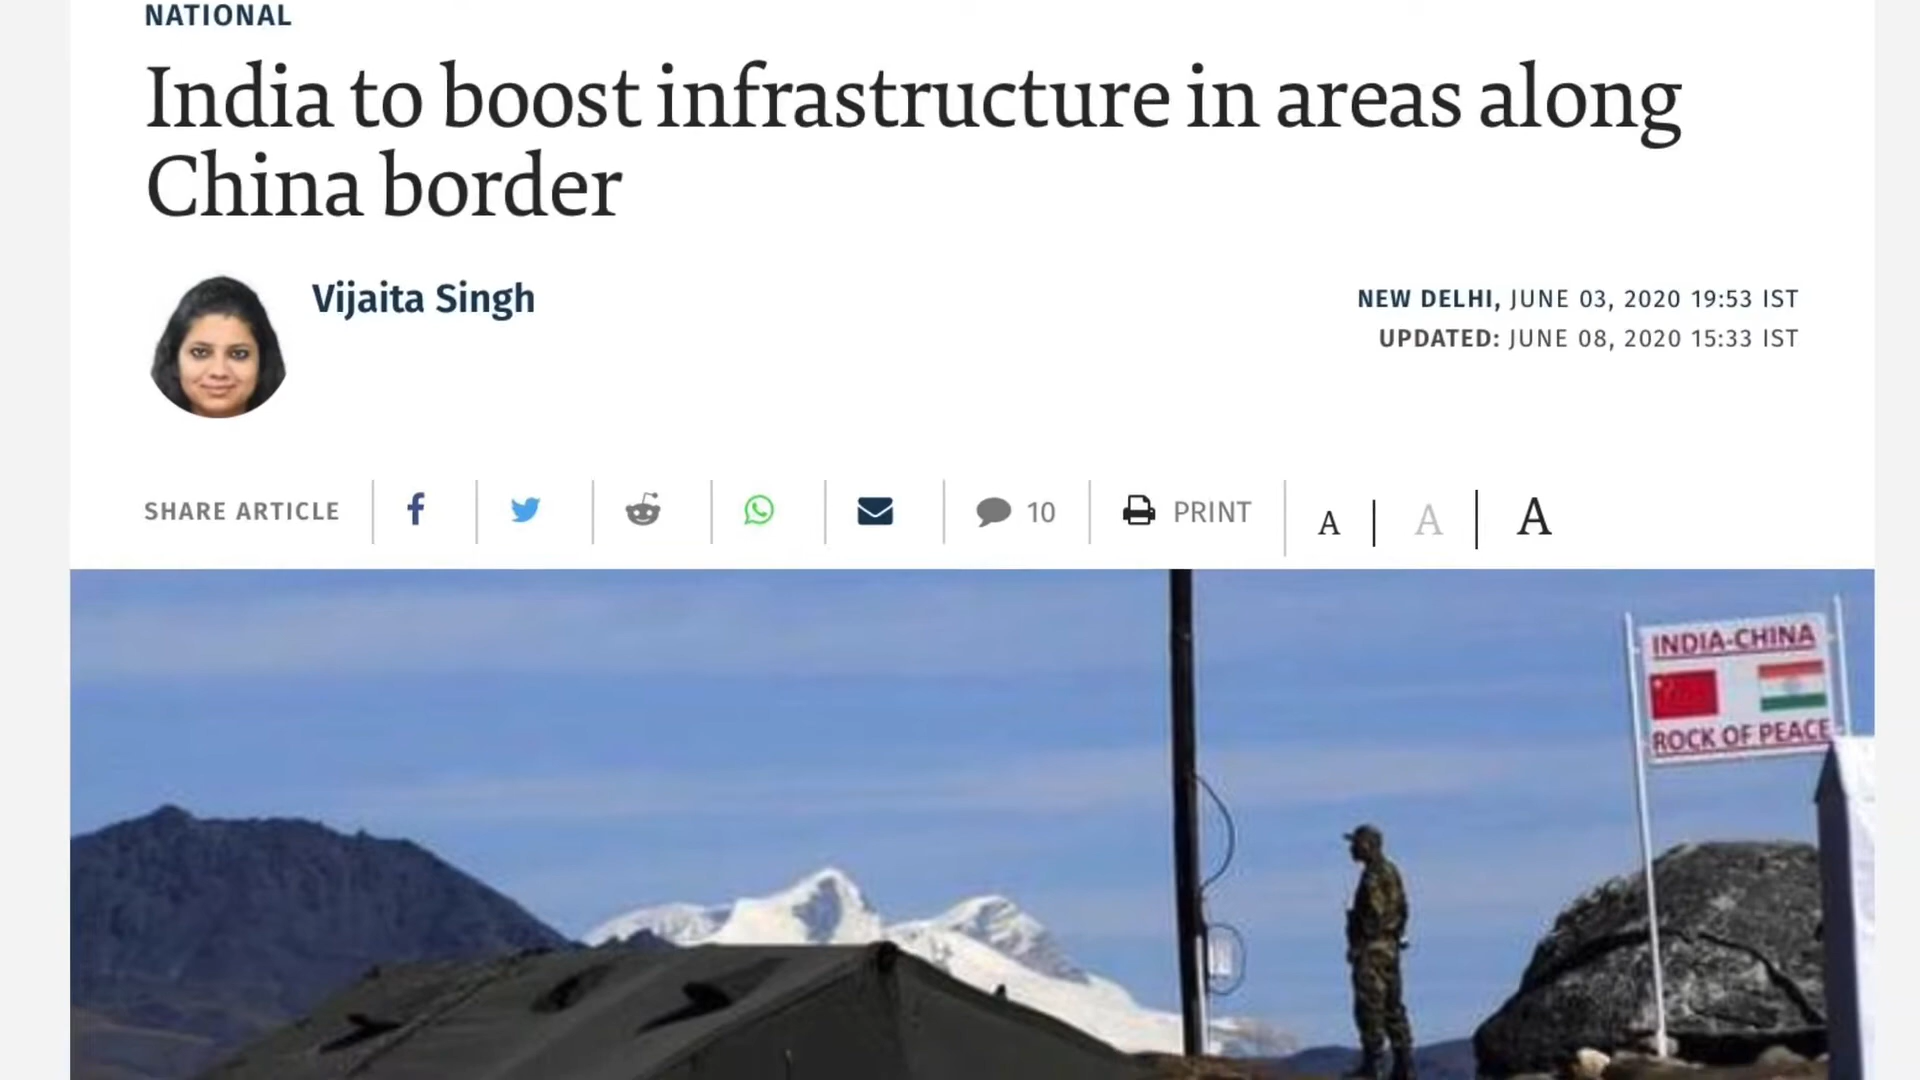 NATIONAL
India to boost infrastructure in areas along
China border
Vijaita Singh
NEW DELHI, JUNE 03, 2020 19:53 IST
UPDATED: JUNE 08, 2020 15:33 IST
SHARE ARTICLE
10
PRINT
A | A | A
INDIA-CHINA
ROCK OF PEACE